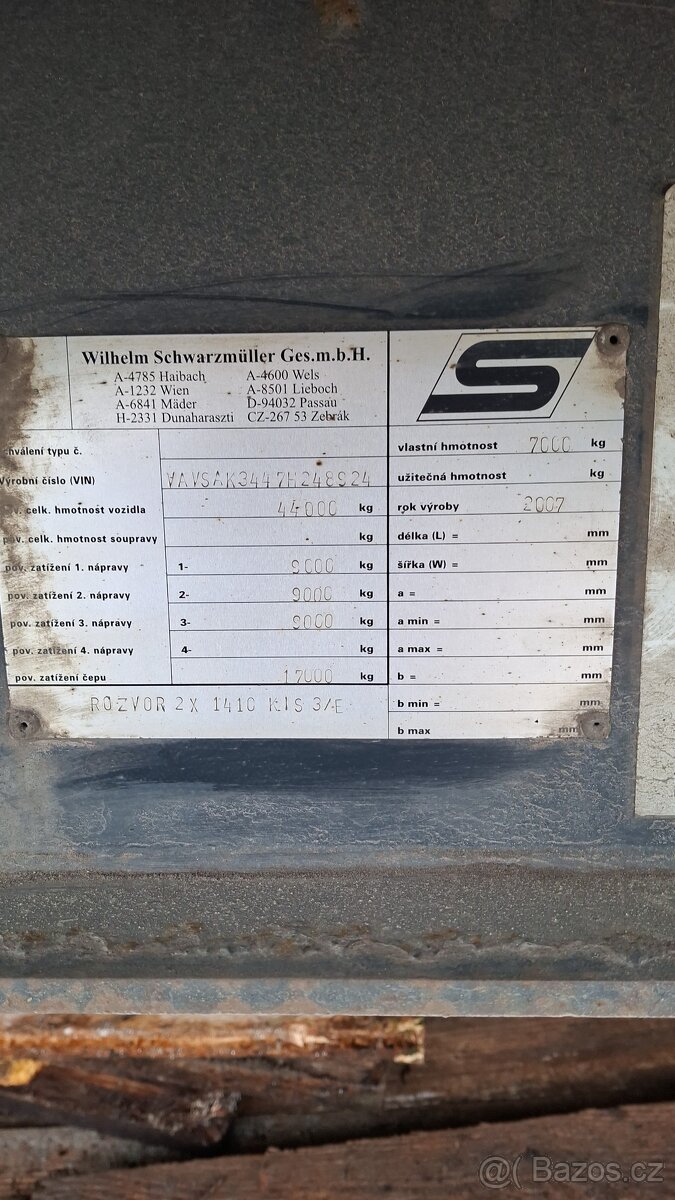 Wilhelm Schwarzmüller Ges.m.b.H.
A-4785 Haibach A-4600 Wels
A-1232 Wien A-8501 Lieboch
A-6841 Mäder D-94032 Passau
H-2331 Dunaharaszti CZ-267 53 Žebrák
S
chválení typu č.
Výrobní číslo (VIN) VAVSAK3447H248924
pov. celk. hmotnost vozidla 44000 kg
pov. celk. hmotnost soupravy kg
pov. zatížení 1. nápravy 1- 9000 kg
pov. zatížení 2. nápravy 2- 9000 kg
pov. zatížení 3. nápravy 3- 9000 kg
pov. zatížení 4. nápravy 4- kg
pov. zatížení čepu 17000 kg
ROZVOR 2X 1410 KIS 3/E
vlastní hmotnost 7000 kg
užitečná hmotnost kg
rok výroby 2007
délka (L) = mm
šířka (W) = mm
a = mm
a min = mm
a max = mm
b = mm
b min = mm
b max mm
@( Bazos.cz